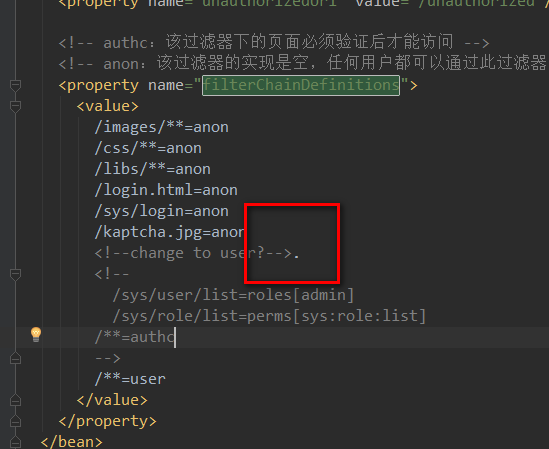 <property name="unauthorizedUrl" value="/unauthorized"/
<!-- authc：该过滤器下的页面必须验证后才能访问 -->
<!-- anon：该过滤器的实现是空，任何用户都可以通过此过滤器
<property name="filterChainDefinitions">
<value>
/images/**=anon
/css/**=anon
/libs/**=anon
/login.html=anon
/sys/login=anon
/kaptcha.jpg=anon
<!--change to user?-->.
<!--
/sys/user/list=roles[admin]
/sys/role/list=perms[sys:role:list]
/**=authc
-->
/**=user
</value>
</property>
</bean>